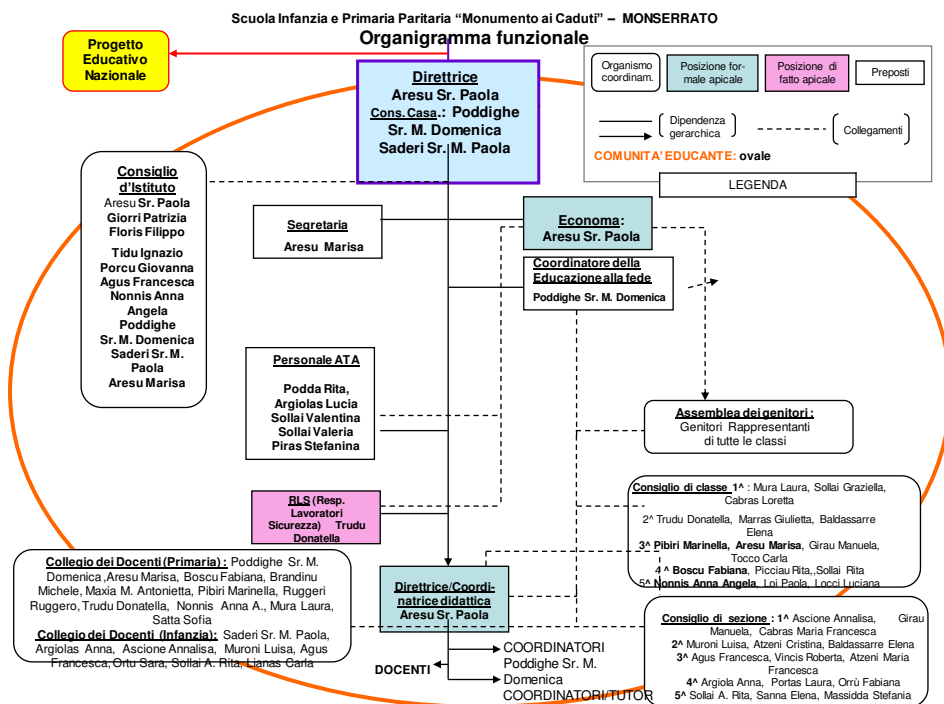 Scuola Infanzia e Primaria Paritaria “Monumento ai Caduti” – MONSERRATO
Organigramma funzionale
Progetto
Educativo
Nazionale
Direttrice
Aresu Sr. Paola
Cons. Casa.: Poddighe
Sr. M. Domenica
Saderi Sr. M. Paola
Organismo
coordinam.
Posizione for-
male apicale
Posizione di
fatto apicale
Preposti
Dipendenza
gerarchica
Collegamenti
COMUNITA’ EDUCANTE: ovale
LEGENDA
Consiglio
d’Istituto
Aresu Sr. Paola
Giorri Patrizia
Floris Filippo
Tidu Ignazio
Porcu Giovanna
Agus Francesca
Nonnis Anna
Angela
Poddighe
Sr. M. Domenica
Saderi Sr. M.
Paola
Aresu Marisa
Segretaria
Aresu Marisa
Economa:
Aresu Sr. Paola
Coordinatore della
Educazione alla fede
Poddighe Sr. M. Domenica
Personale ATA
Podda Rita,
Argiolas Lucia
Sollai Valentina
Sollai Valeria
Piras Stefanina
Assemblea dei genitori :
Genitori Rappresentanti
di tutte le classi
RLS (Resp.
Lavoratori
Sicurezza) Trudu
Donatella
Consiglio di classe 1^ : Mura Laura, Sollai Graziella,
Cabras Loretta
2^ Trudu Donatella, Marras Giulietta, Baldassarre
Elena
3^ Pibiri Marinella, Aresu Marisa, Girau Manuela,
Tocco Carla
4^ Boscu Fabiana, Picciau Rita,,Sollai Rita
5^ Nonnis Anna Angela, Loi Paola, Locci Luciana
Collegio dei Docenti (Primaria) : Poddighe Sr. M.
Domenica ,Aresu Marisa, Boscu Fabiana, Brandinu
Michele, Maxia M. Antonietta, Pibiri Marinella, Ruggeri
Ruggero, Trudu Donatella, Nonnis Anna A., Mura Laura,
Satta Sofia
Collegio dei Docenti (Infanzia): Saderi Sr. M. Paola,
Argiolas Anna, Ascione Annalisa, Muroni Luisa, Agus
Francesca, Ortu Sara, Sollai A. Rita, Lianas Carla
Direttrice/Coordi-
natrice didattica
Aresu Sr. Paola
Consiglio di sezione : 1^ Ascione Annalisa, Girau
Manuela, Cabras Maria Francesca
2^ Muroni Luisa, Atzeni Cristina, Baldassarre Elena
3^ Agus Francesca, Vincis Roberta, Atzeni Maria
Francesca
4^ Argiola Anna, Portas Laura, Orrù Fabiana
5^ Sollai A. Rita, Sanna Elena, Massidda Stefania
DOCENTI
COORDINATORI
Poddighe Sr. M.
Domenica
COORDINATORI/TUTOR